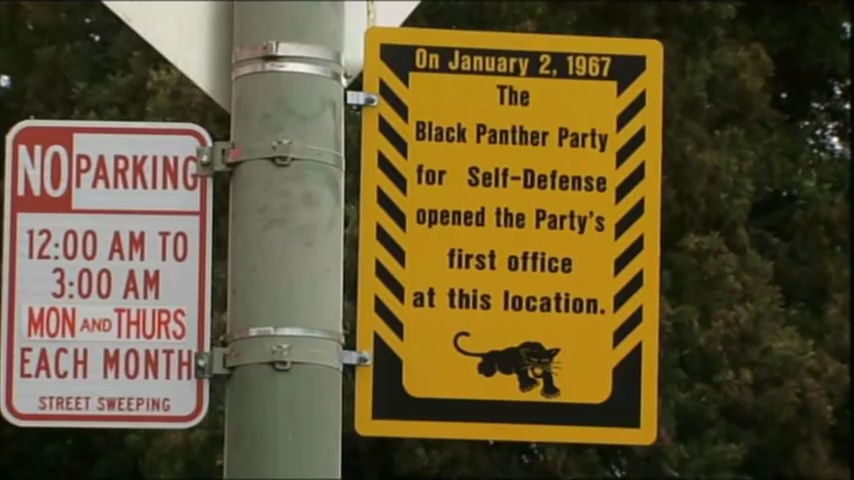 NO PARKING
12:00 AM TO
3:00 AM
MON AND THURS
EACH MONTH
STREET SWEEPING
On January 2, 1967
The
Black Panther Party
for Self-Defense
opened the Party's
first office
at this location.